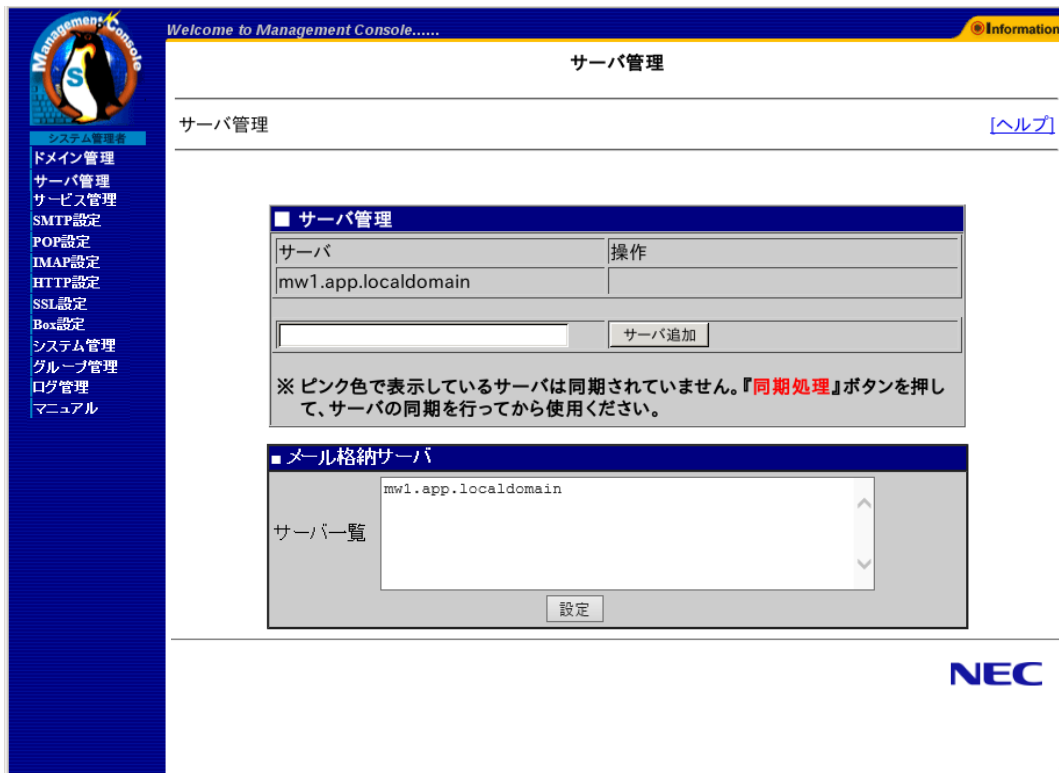 Management Console
S
Welcome to Management Console......
Information
サーバ管理
サーバ管理
[ヘルプ]
システム管理者
ドメイン管理
サーバ管理
サービス管理
SMTP設定
POP設定
IMAP設定
HTTP設定
SSL設定
Box設定
システム管理
グループ管理
ログ管理
マニュアル
■ サーバ管理
サーバ 操作
mw1.app.localdomain
サーバ追加
※ ピンク色で表示しているサーバは同期されていません。『同期処理』ボタンを押し
て、サーバの同期を行ってから使用ください。
■ メール格納サーバ
サーバ一覧
mw1.app.localdomain
設定
NEC